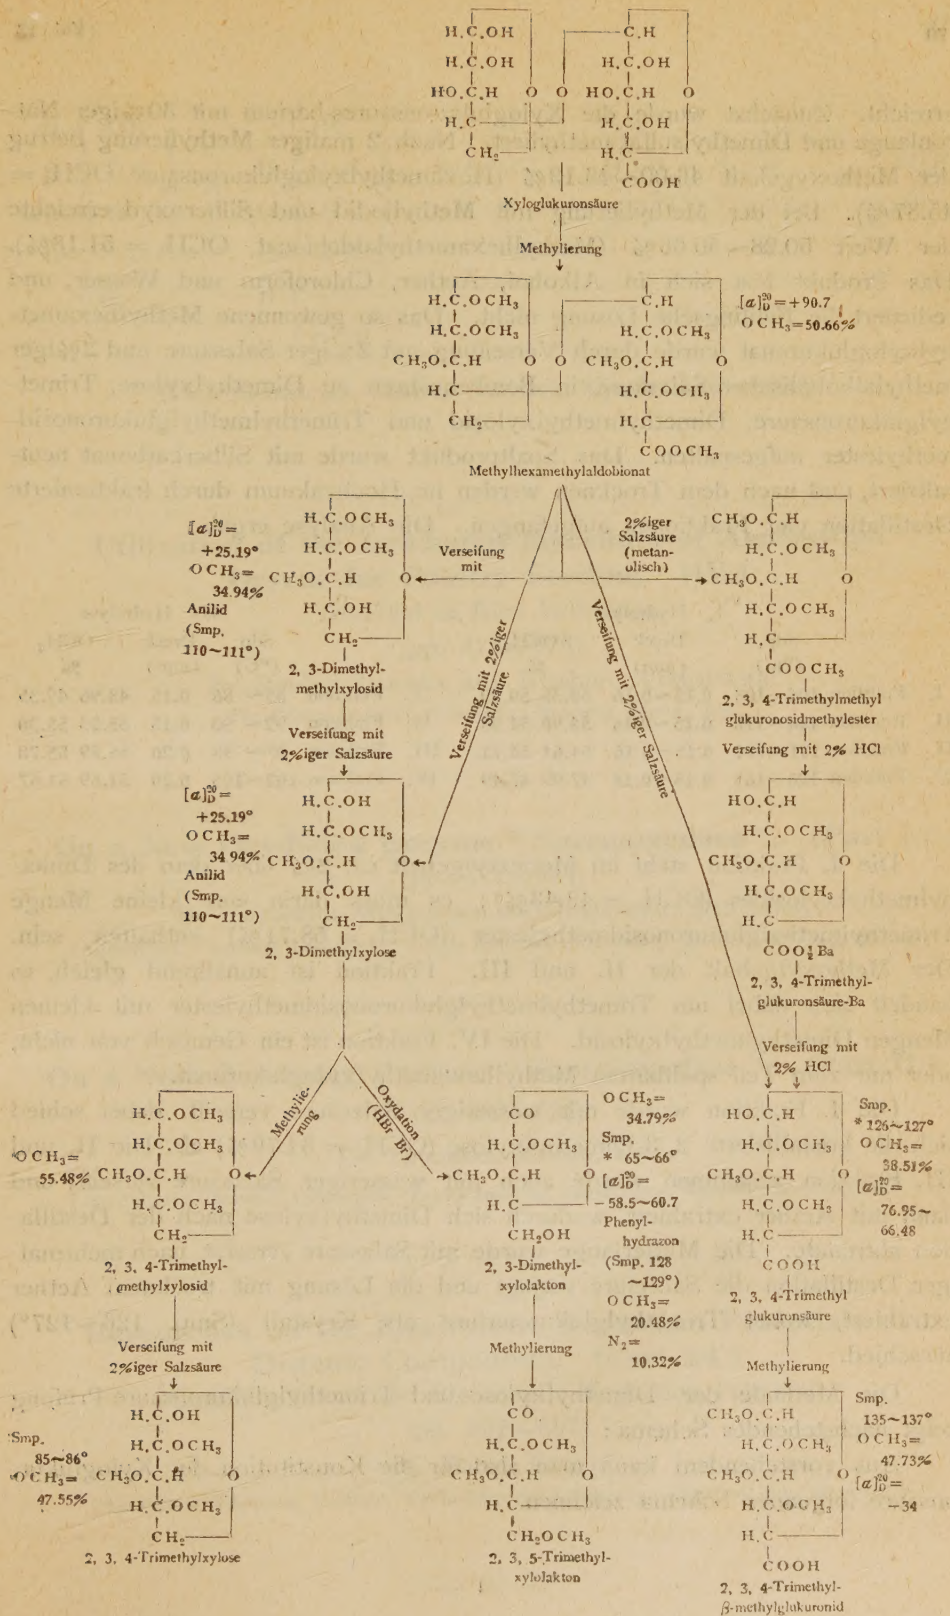 H.C.OH
C.H
H.C.OH
H.C.OH
HO.C.H O O HO.C.H O
H.C
H.C.OH
CH₂
H.C
COOH
Xyloglukuronsäure
Methylierung
H.C.OCH₃
C.H
[α]²⁰D=+90.7
H.C.OCH₃
H.C.OCH₃
OCH₃=50.66%
CH₃O.C.H O O CH₃O.C.H O
H.C
H.C.OCH₃
CH₂
H.C
COOCH₃
Methylhexamethylaldobionat
[α]²⁰D=
+25.19°
OCH₃=
34.94%
Anilid
(Smp.
110~111°)
H.C.OCH₃
H.C.OCH₃
CH₃O.C.H O
H.C.OH
CH₂
2, 3-Dimethyl-
methylxylosid
Verseifung
mit
2%iger
Salzsäure
(metan-
olisch)
CH₃O.C.H
H.C.OCH₃
CH₃O.C.H O
H.C.OCH₃
H.C
COOCH₃
2, 3, 4-Trimethylmethyl
glukuronosidmethylester
Verseifung mit 2%iger
Salzsäure
Verseifung mit 2%iger Salzsäure
Verseifung mit
2%iger Salzsäure
Verseifung mit 2% HCl
[α]²⁰D=
+25.19°
OCH₃=
34.94%
Anilid
(Smp.
110~111°)
H.C.OH
H.C.OCH₃
CH₃O.C.H O
H.C.OH
CH₂
2, 3-Dimethylxylose
HO.C.H
H.C.OCH₃
CH₃O.C.H O
H.C.OCH₃
H.C
COO½Ba
2, 3, 4-Trimethyl-
glukuronsäure-Ba
Verseifung mit
2% HCl
Methylie-
rung
Oxydation
(HBr Br)
OCH₃=
55.48%
H.C.OCH₃
H.C.OCH₃
CH₃O.C.H O
H.C.OCH₃
CH₂
2, 3, 4-Trimethyl-
methylxylosid
CO
H.C.OCH₃
CH₃O.C.H O
H.C
CH₂OH
2, 3-Dimethyl-
xylolakton
OCH₃=
34.79%
Smp.
* 65~66°
[α]²⁰D=
-58.5~60.7
Phenyl-
hydrazon
(Smp. 128
~129°)
OCH₃=
20.48%
N₂=
10.32%
HO.C.H
H.C.OCH₃
CH₃O.C.H O
H.C.OCH₃
H.C
COOH
2, 3, 4-Trimethyl
glukuronsäure
Smp.
* 126~127°
OCH₃=
38.51%
[α]²⁰D=
76.95~
66.48
Verseifung mit
2%iger Salzsäure
Methylierung
Methylierung
Smp.
85~86°
OCH₃=
47.55%
H.C.OH
H.C.OCH₃
CH₃O.C.H O
H.C.OCH₃
CH₂
2, 3, 4-Trimethylxylose
CO
H.C.OCH₃
CH₃O.C.H O
H.C
CH₂OCH₃
2, 3, 5-Trimethyl-
xylolakton
CH₃O.C.H
H.C.OCH₃
CH₃O.C.H O
H.C.OCH₃
H.C
COOH
2, 3, 4-Trimethyl-
β-methylglukuronid
Smp.
135~137°
OCH₃=
47.73%
[α]²⁰D=
-34